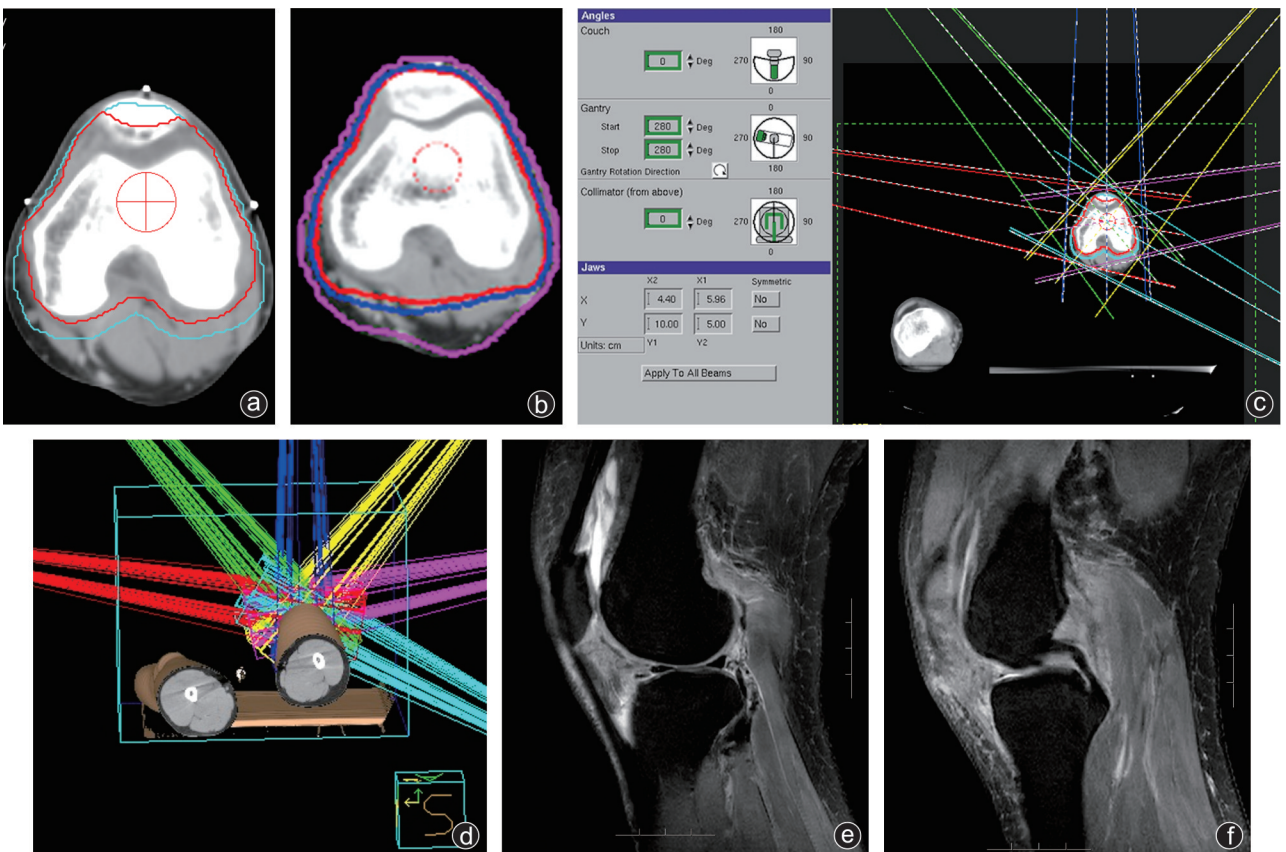 a
b
Angles
Couch
180
0
Deg
270
90
0
Gantry
0
Start
280
Deg
270
90
Stop
280
Deg
Gantry Rotation Direction
180
Collimator (from above)
180
0
Deg
270
90
0
Jaws
X2
X1
Symmetric
X
4.40
5.96
No
Y
10.00
5.00
No
Units: cm
Y1
Y2
Apply To All Beams
c
S
d
e
f